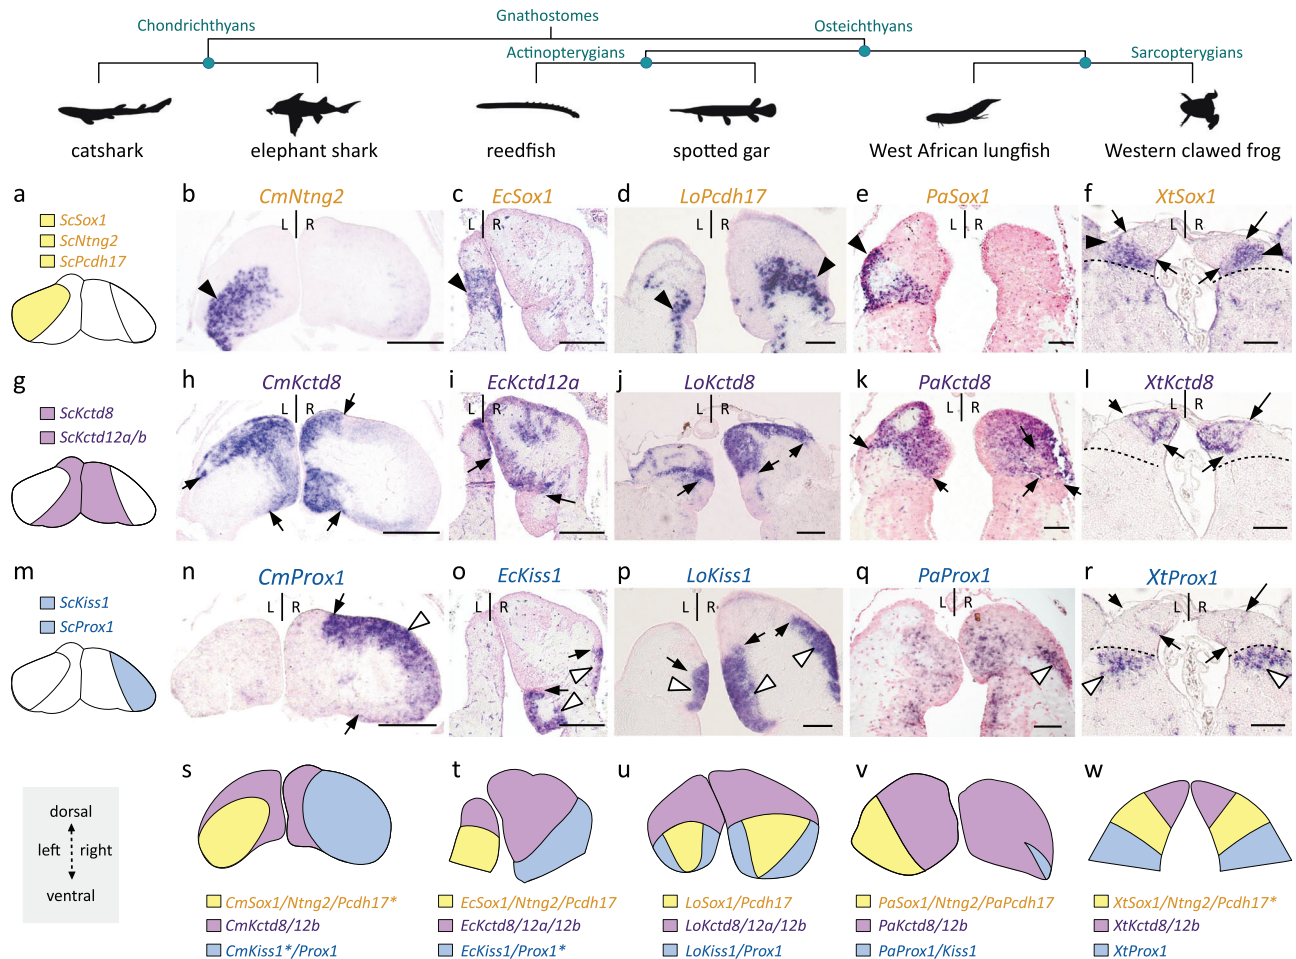 Gnathostomes
Chondrichthyans
Osteichthyans
Actinopterygians
Sarcopterygians
catshark
elephant shark
reedfish
spotted gar
West African lungfish
Western clawed frog
a
ScSox1
ScNtng2
ScPcdh17
b
CmNtng2
L R
c
EcSox1
L R
d
LoPcdh17
L R
e
PaSox1
L R
f
XtSox1
L R
g
ScKctd8
ScKctd12a/b
h
CmKctd8
L R
i
EcKctd12a
L R
j
LoKctd8
L R
k
PaKctd8
L R
l
XtKctd8
L R
m
ScKiss1
ScProx1
n
CmProx1
L R
o
EcKiss1
L R
p
LoKiss1
L R
q
PaProx1
L R
r
XtProx1
L R
dorsal
left right
ventral
s
CmSox1/Ntng2/Pcdh17*
CmKctd8/12b
CmKiss1*/Prox1
t
EcSox1/Ntng2/Pcdh17
EcKctd8/12a/12b
EcKiss1/Prox1*
u
LoSox1/Pcdh17
LoKctd8/12a/12b
LoKiss1/Prox1
v
PaSox1/Ntng2/PaPcdh17
PaKctd8/12b
PaProx1/Kiss1
w
XtSox1/Ntng2/Pcdh17*
XtKctd8/12b
XtProx1